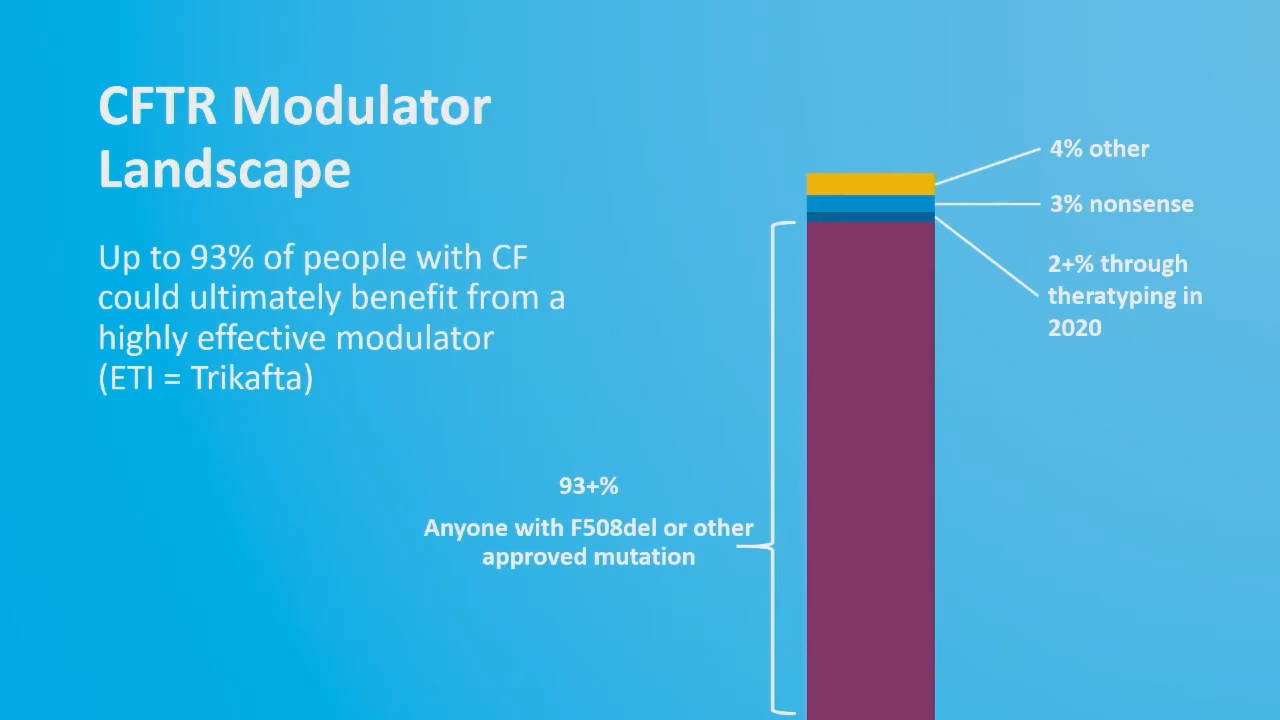 CFTR Modulator
Landscape
Up to 93% of people with CF
could ultimately benefit from a
highly effective modulator
(ETI = Trikafta)
93+%
Anyone with F508del or other
approved mutation
4% other
3% nonsense
2+% through
theratyping in
2020